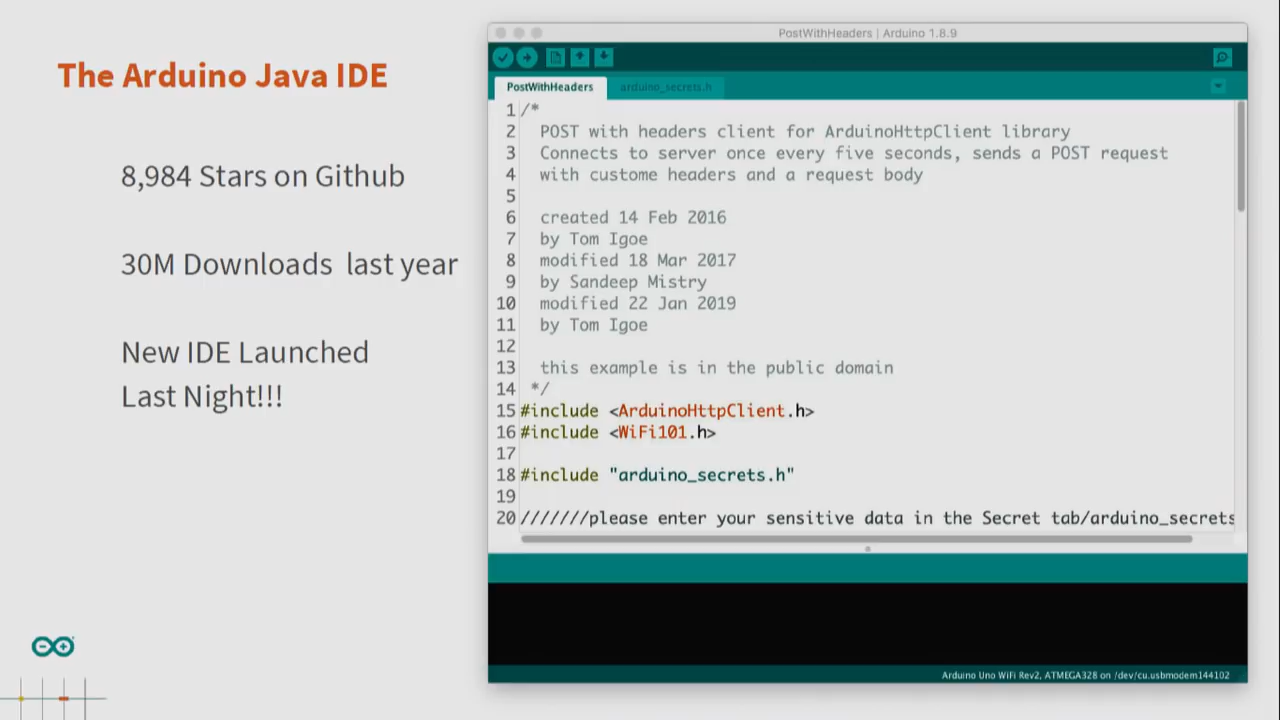 The Arduino Java IDE
8,984 Stars on Github
30M Downloads last year
New IDE Launched
Last Night!!!
PostWithHeaders | Arduino 1.8.9
PostWithHeaders
arduino_secrets.h
1 /*
2 POST with headers client for ArduinoHttpClient library
3 Connects to server once every five seconds, sends a POST request
4 with custome headers and a request body
5
6 created 14 Feb 2016
7 by Tom Igoe
8 modified 18 Mar 2017
9 by Sandeep Mistry
10 modified 22 Jan 2019
11 by Tom Igoe
12
13 this example is in the public domain
14 */
15 #include <ArduinoHttpClient.h>
16 #include <WiFi101.h>
17
18 #include "arduino_secrets.h"
19
20 ///////please enter your sensitive data in the Secret tab/arduino_secrets
Arduino Uno WiFi Rev2, ATMEGA328 on /dev/cu.usbmodem144102